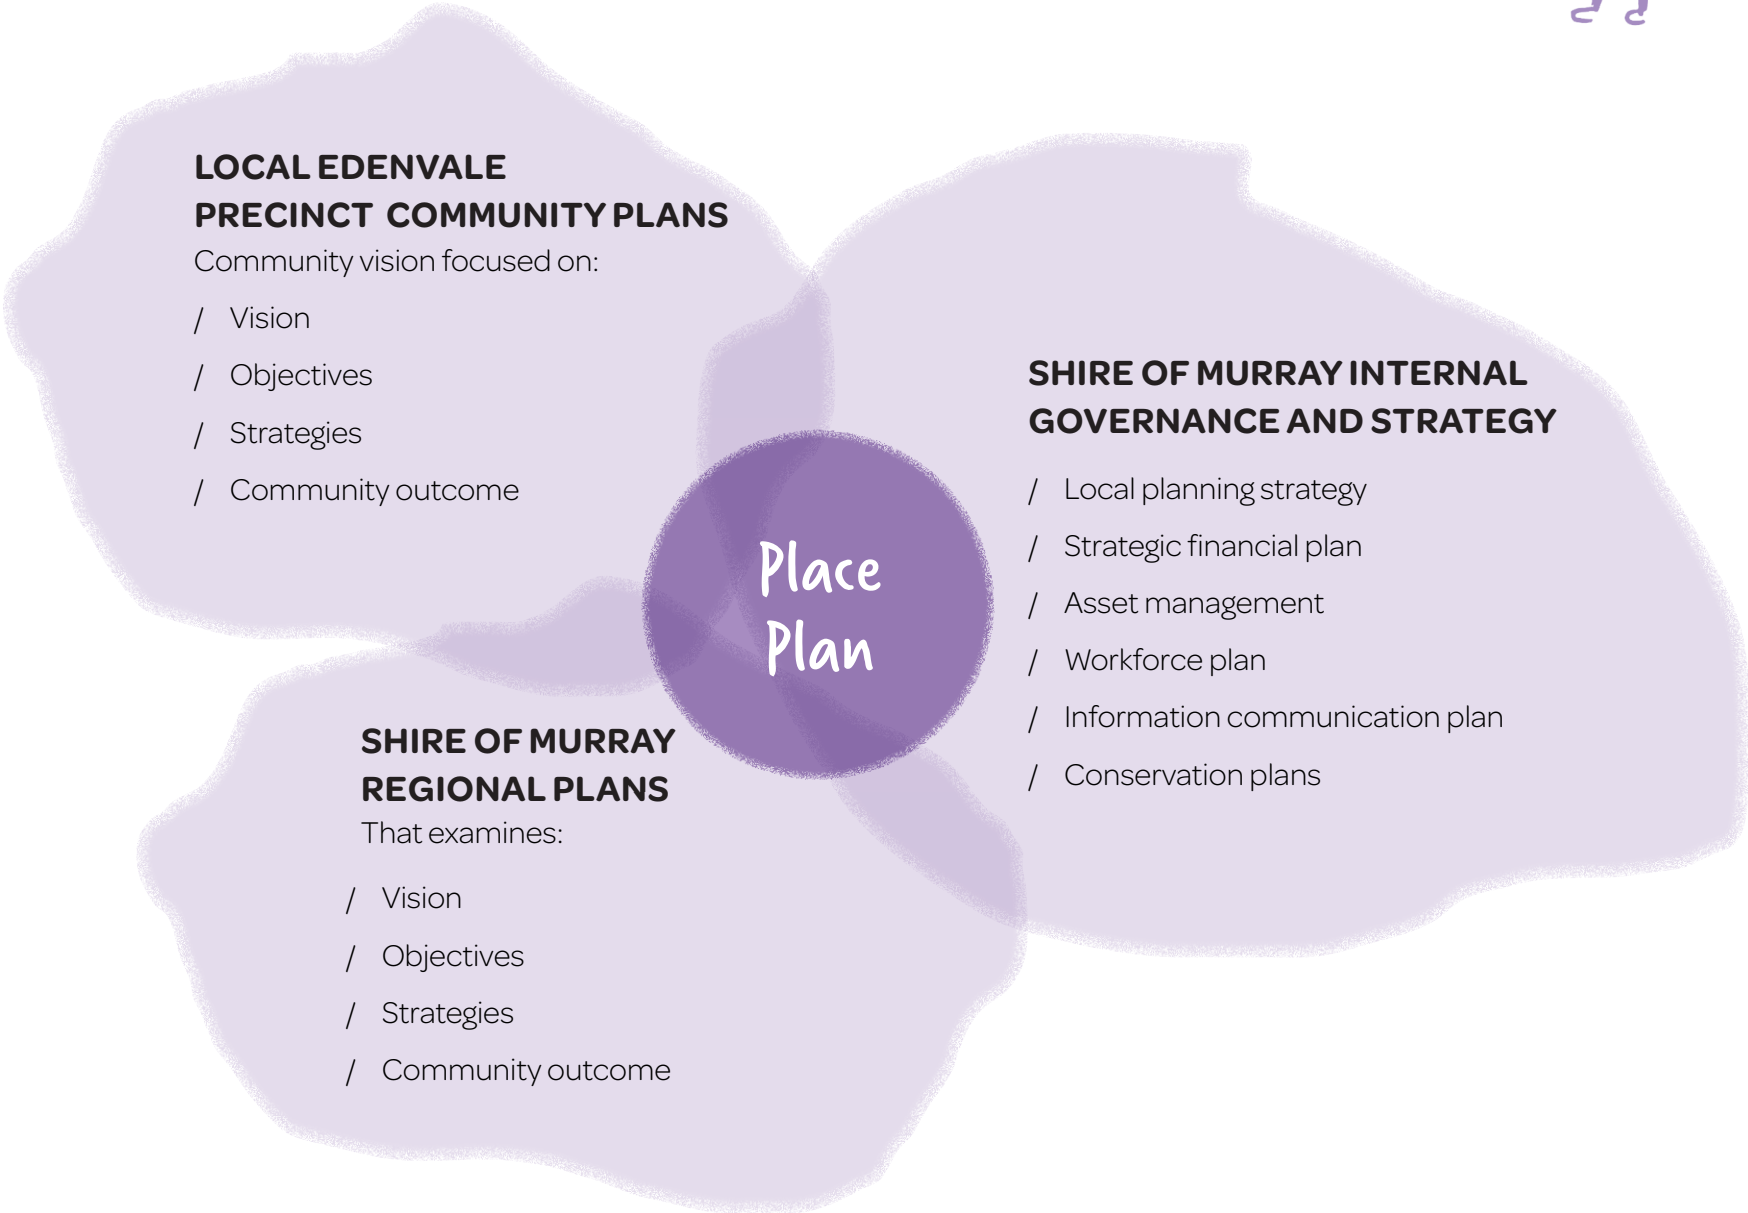 LOCAL EDENVALE
PRECINCT COMMUNITY PLANS
Community vision focused on:
/ Vision
/ Objectives
/ Strategies
/ Community outcome
SHIRE OF MURRAY INTERNAL
GOVERNANCE AND STRATEGY
/ Local planning strategy
/ Strategic financial plan
/ Asset management
/ Workforce plan
/ Information communication plan
/ Conservation plans
Place
Plan
SHIRE OF MURRAY
REGIONAL PLANS
That examines:
/ Vision
/ Objectives
/ Strategies
/ Community outcome